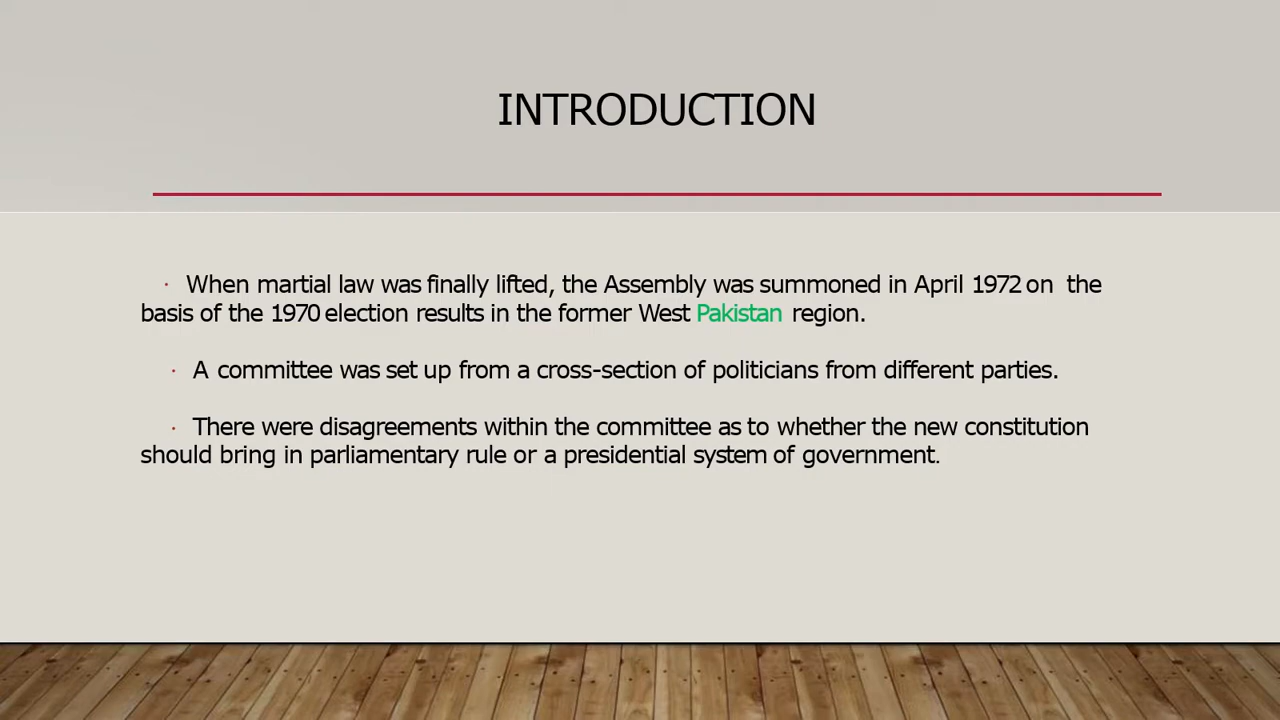 INTRODUCTION
· When martial law was finally lifted, the Assembly was summoned in April 1972 on the
basis of the 1970 election results in the former West Pakistan region.
· A committee was set up from a cross-section of politicians from different parties.
· There were disagreements within the committee as to whether the new constitution
should bring in parliamentary rule or a presidential system of government.